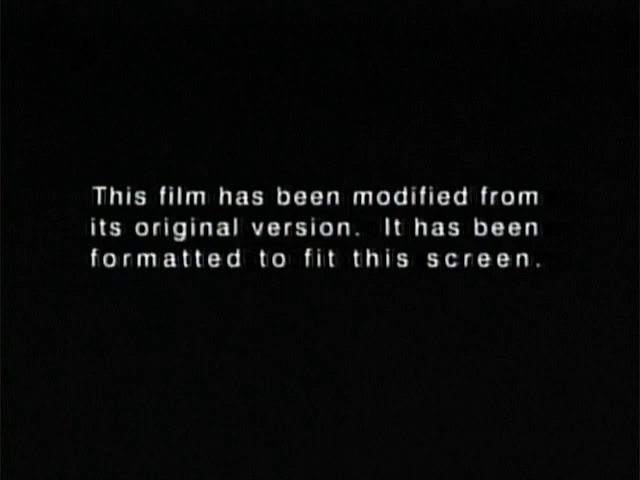 This film has been modified from
its original version. It has been
formatted to fit this screen.